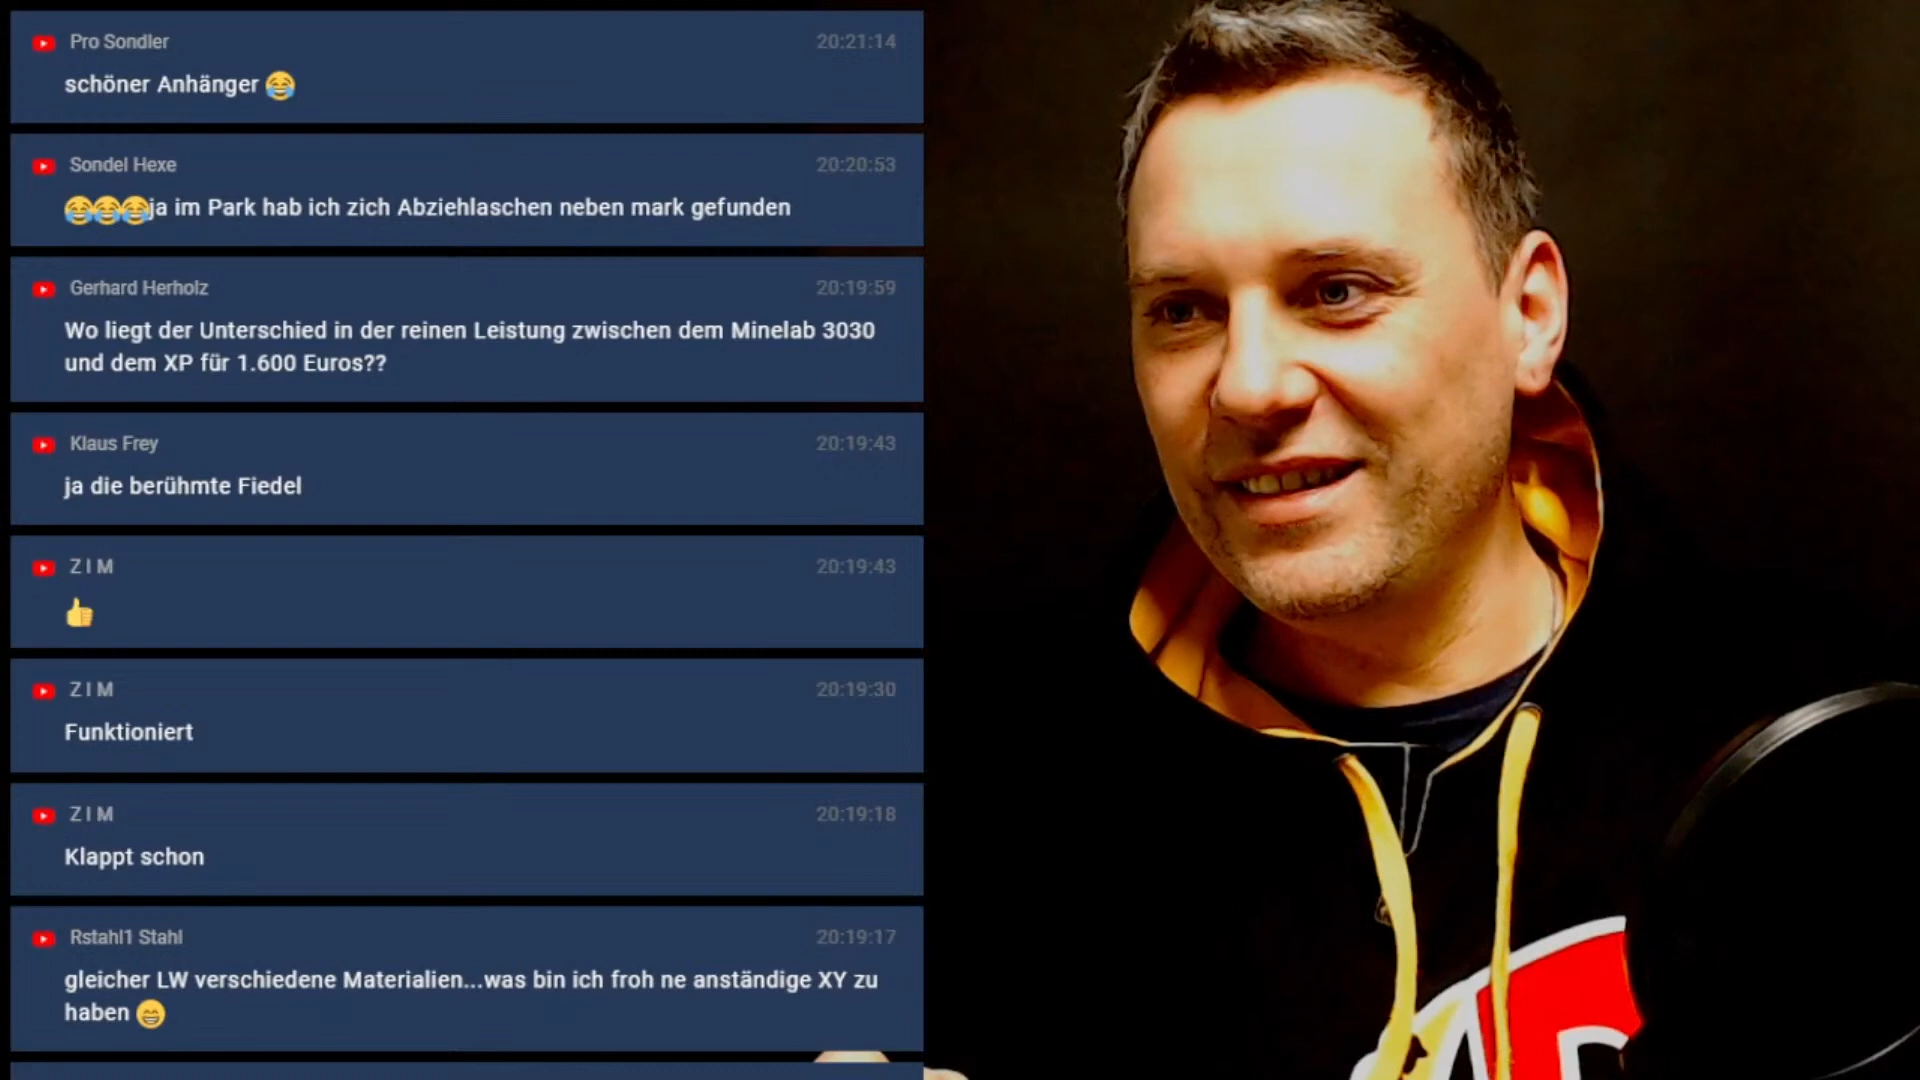 Pro Sondler 20:21:14
schöner Anhänger 😂
Sondel Hexe 20:20:53
😂😂😂ja im Park hab ich zich Abziehlaschen neben mark gefunden
Gerhard Herholz 20:19:59
Wo liegt der Unterschied in der reinen Leistung zwischen dem Minelab 3030
und dem XP für 1.600 Euros??
Klaus Frey 20:19:43
ja die berühmte Fiedel
Z I M 20:19:43
👍
Z I M 20:19:30
Funktioniert
Z I M 20:19:18
Klappt schon
Rstahl1 Stahl 20:19:17
gleicher LW verschiedene Materialien...was bin ich froh ne anständige XY zu
haben 😁